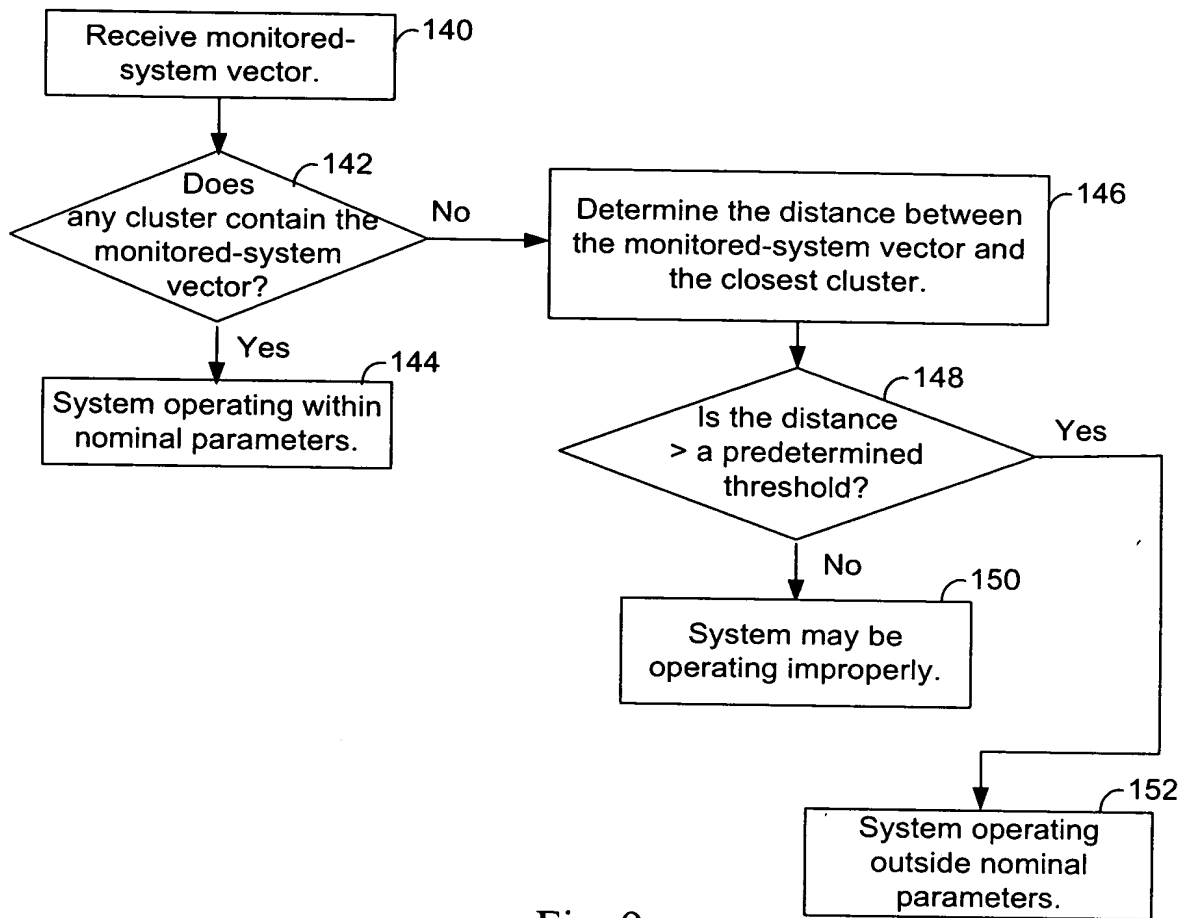 Receive monitored-
system vector.
140
Does
any cluster contain the
monitored-system
vector?
142
No
Yes
System operating within
nominal parameters.
144
Determine the distance between
the monitored-system vector and
the closest cluster.
146
Is the distance
> a predetermined
threshold?
148
Yes
No
System may be
operating improperly.
150
System operating
outside nominal
parameters.
152